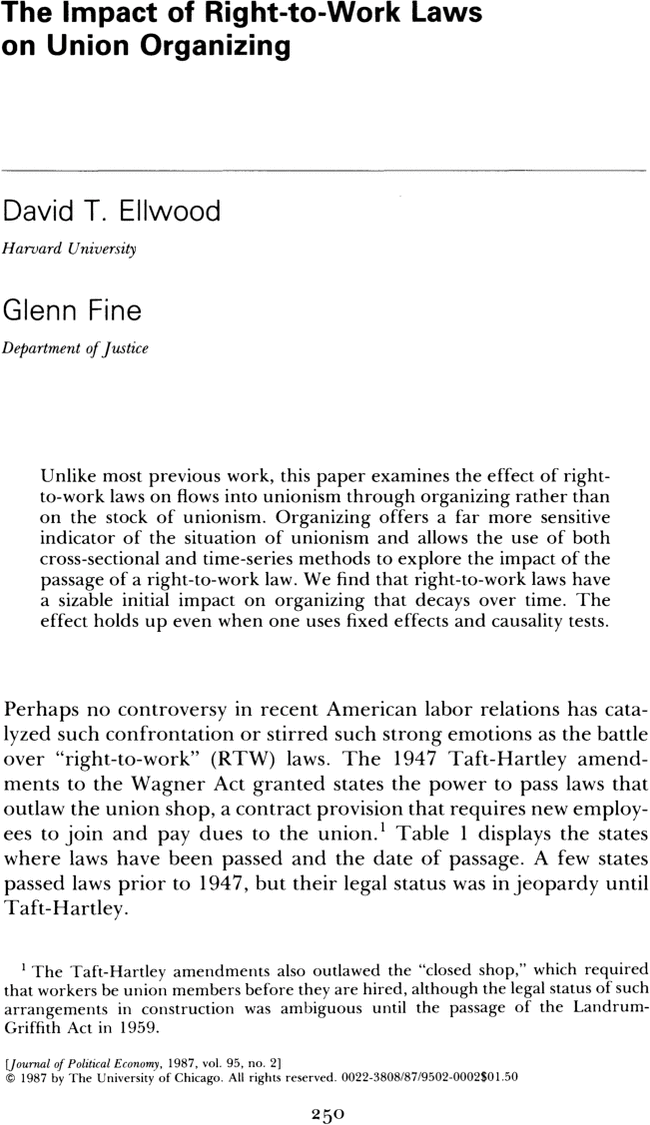 The Impact of Right-to-Work Laws
on Union Organizing
David T. Ellwood
Harvard University
Glenn Fine
Department of Justice
Unlike most previous work, this paper examines the effect of right-
to-work laws on flows into unionism through organizing rather than
on the stock of unionism. Organizing offers a far more sensitive
indicator of the situation of unionism and allows the use of both
cross-sectional and time-series methods to explore the impact of the
passage of a right-to-work law. We find that right-to-work laws have
a sizable initial impact on organizing that decays over time. The
effect holds up even when one uses fixed effects and causality tests.
Perhaps no controversy in recent American labor relations has cata-
lyzed such confrontation or stirred such strong emotions as the battle
over “right-to-work” (RTW) laws. The 1947 Taft-Hartley amend-
ments to the Wagner Act granted states the power to pass laws that
outlaw the union shop, a contract provision that requires new employ-
ees to join and pay dues to the union.¹ Table 1 displays the states
where laws have been passed and the date of passage. A few states
passed laws prior to 1947, but their legal status was in jeopardy until
Taft-Hartley.
¹ The Taft-Hartley amendments also outlawed the “closed shop,” which required
that workers be union members before they are hired, although the legal status of such
arrangements in construction was ambiguous until the passage of the Landrum-
Griffith Act in 1959.
[Journal of Political Economy, 1987, vol. 95, no. 2]
© 1987 by The University of Chicago. All rights reserved. 0022-3808/87/9502-0002$01.50
250